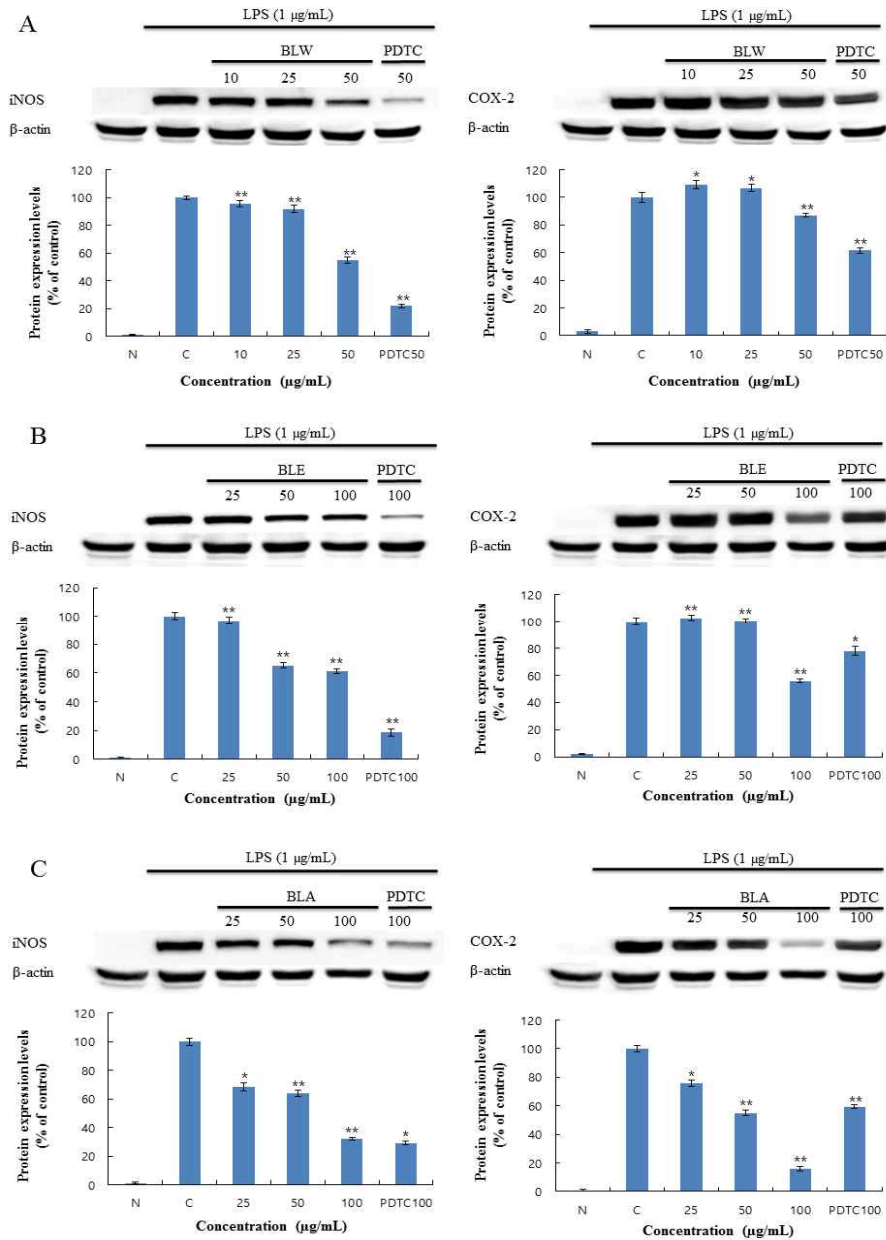 A
LPS (1 μg/mL)
BLW PDTC
10 25 50 50
iNOS
β-actin
120
100
80
60
40
20
0
Protein expression levels
(% of control)
** ** ** **
N C 10 25 50 PDTC50
Concentration (μg/mL)
LPS (1 μg/mL)
BLW PDTC
10 25 50 50
COX-2
β-actin
120
100
80
60
40
20
0
Protein expression levels
(% of control)
* * ** **
N C 10 25 50 PDTC50
Concentration (μg/mL)
B
LPS (1 μg/mL)
BLE PDTC
25 50 100 100
iNOS
β-actin
120
100
80
60
40
20
0
Protein expression levels
(% of control)
** ** ** **
N C 25 50 100 PDTC100
Concentration (μg/mL)
LPS (1 μg/mL)
BLE PDTC
25 50 100 100
COX-2
β-actin
120
100
80
60
40
20
0
Protein expression levels
(% of control)
** ** ** *
N C 25 50 100 PDTC100
Concentration (μg/mL)
C
LPS (1 μg/mL)
BLA PDTC
25 50 100 100
iNOS
β-actin
120
100
80
60
40
20
0
Protein expression levels
(% of control)
* ** ** *
N C 25 50 100 PDTC100
Concentration (μg/mL)
LPS (1 μg/mL)
BLA PDTC
25 50 100 100
COX-2
β-actin
120
100
80
60
40
20
0
Protein expression levels
(% of control)
* ** ** **
N C 25 50 100 PDTC100
Concentration (μg/mL)